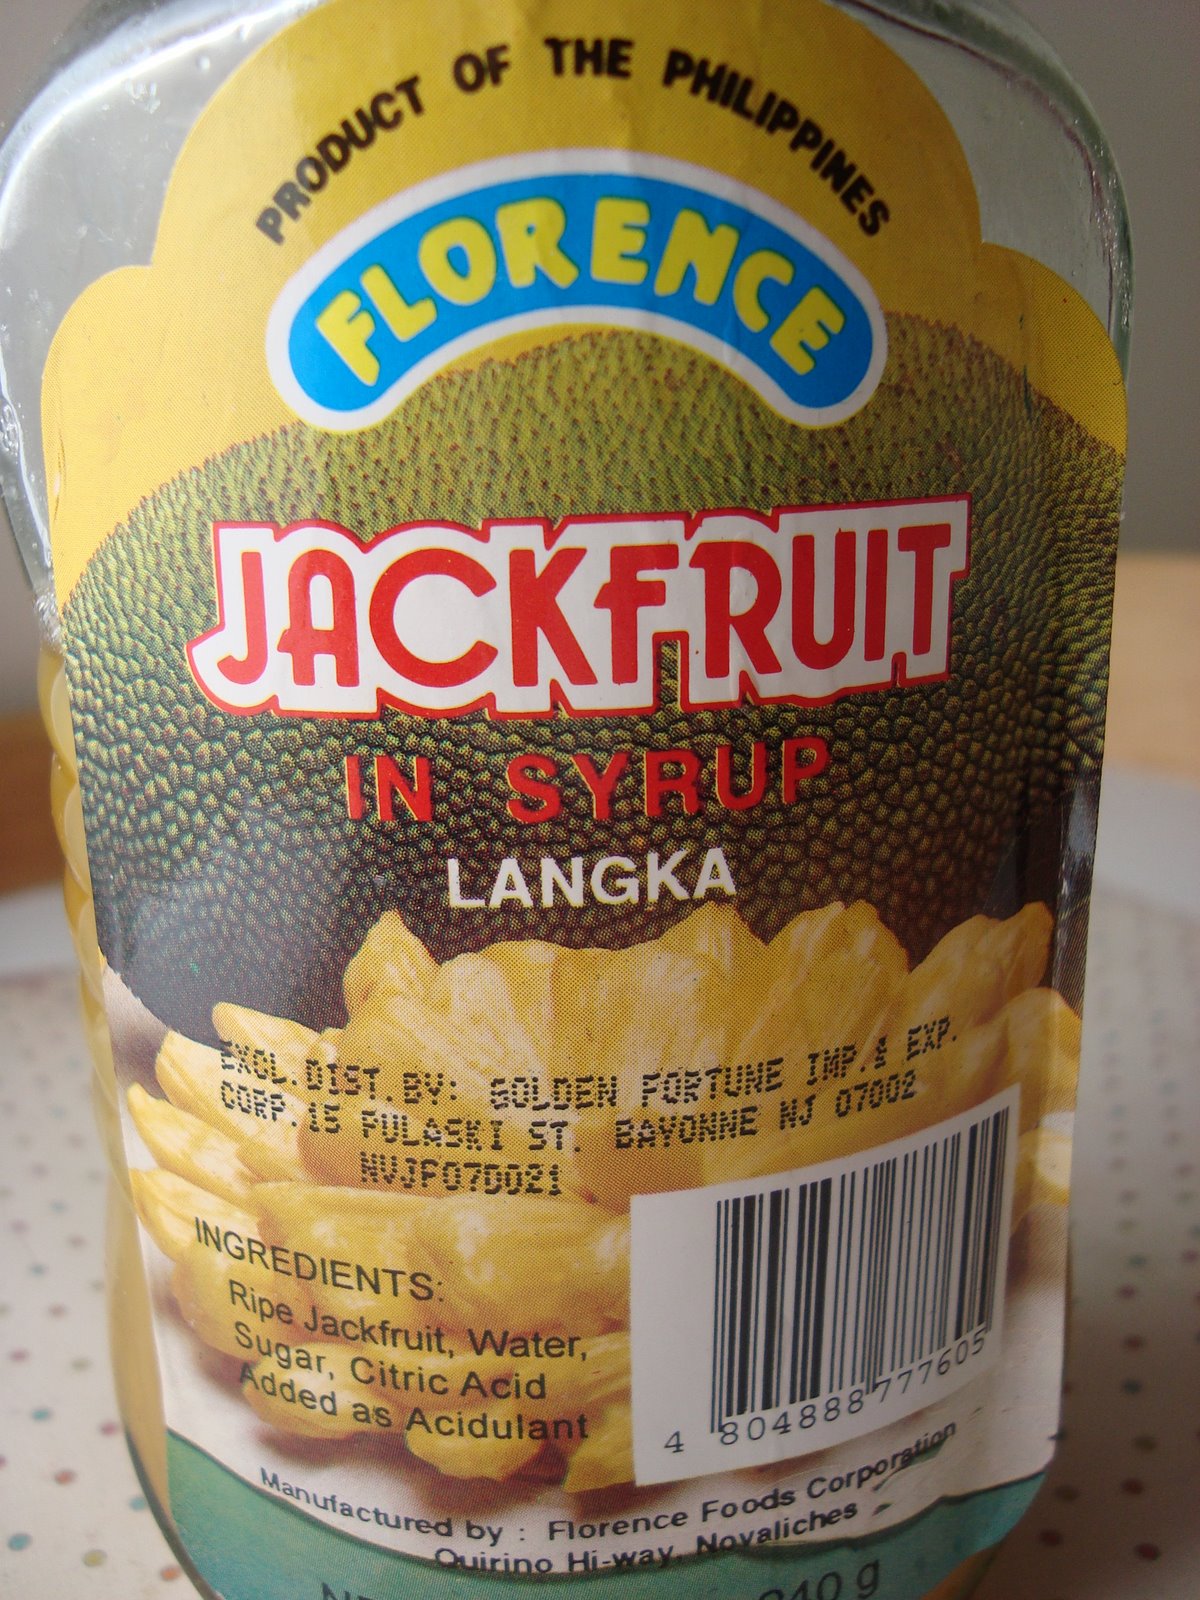 PRODUCT OF THE PHILIPPINES
FLORENCE
JACKFRUIT
IN SYRUP
LANGKA
EXCL.DIST.BY: GOLDEN FORTUNE IMP.& EXP.
CORP.15 PULASKI ST. BAYONNE NJ 07002
INGREDIENTS:
Ripe Jackfruit, Water,
Sugar, Citric Acid
Added as Acidulant
4 804888 777605
Manufactured by : Florence Foods Corporation
Quirino Hi-way, Novaliches